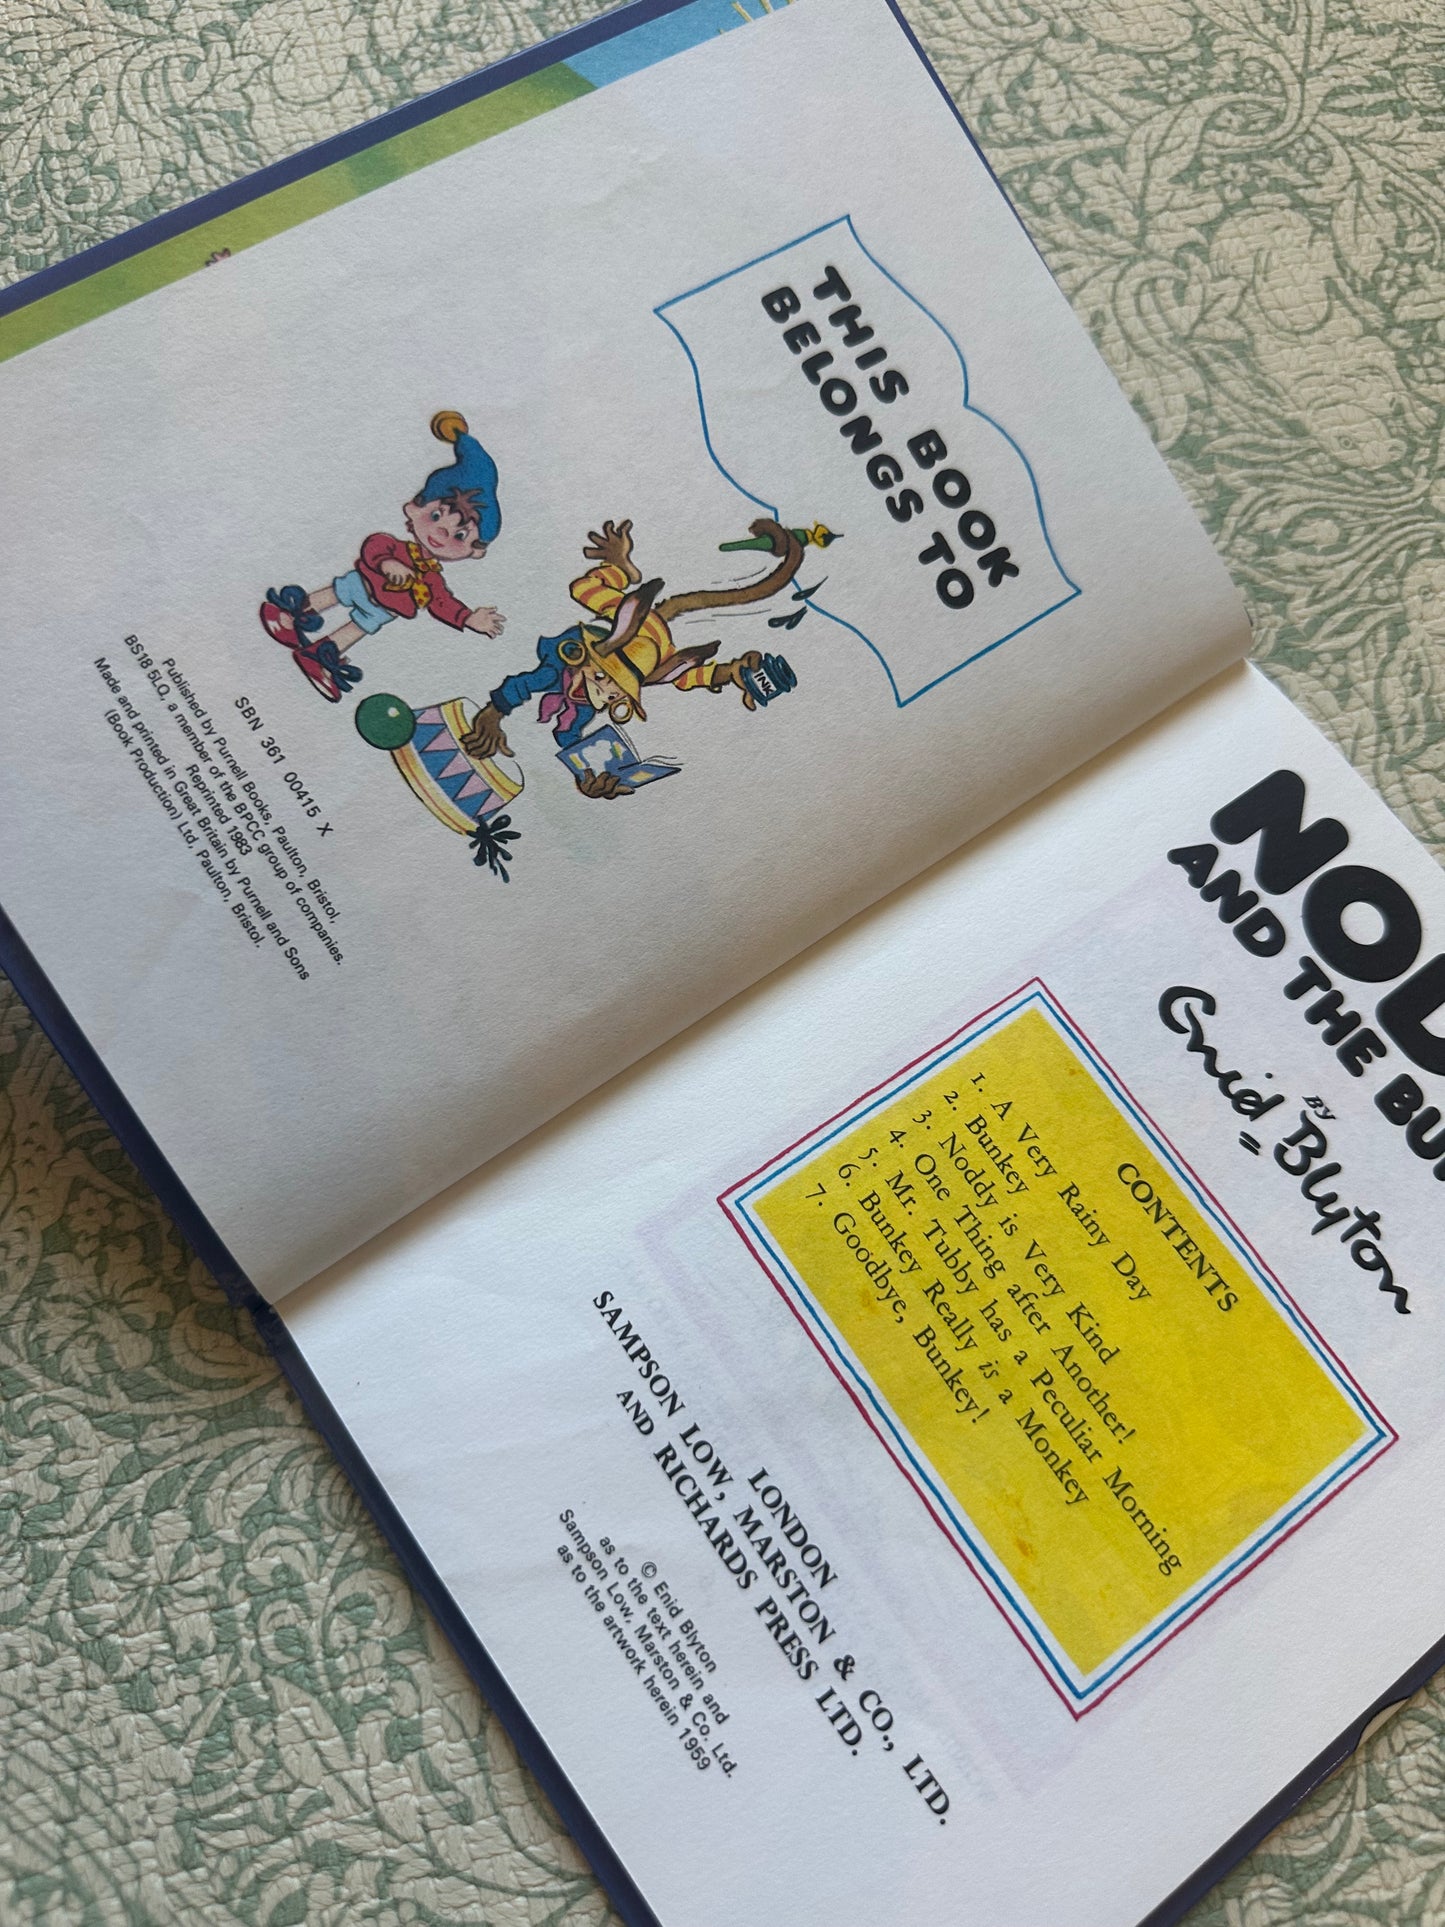 THIS BOOK
BELONGS TO
INK
SBN 361 00415 X
Published by Purnell Books, Paulton, Bristol,
BS18 5LQ, a member of the BPCC group of companies.
Reprinted 1983
Made and printed in Great Britain by Purnell and Sons
(Book Production) Ltd, Paulton, Bristol.
NOD
AND THE BU
BY
Enid Blyton
CONTENTS
1. A Very Rainy Day
2. Bunkey
3. Noddy is Very Kind
4. One Thing after Another!
5. Mr. Tubby has a Peculiar Morning
6. Bunkey Really is a Monkey
7. Goodbye, Bunkey!
LONDON
SAMPSON LOW, MARSTON & CO., LTD.
AND RICHARDS PRESS LTD.
© Enid Blyton
as to the text herein and
Sampson Low, Marston & Co. Ltd.
as to the artwork herein 1959